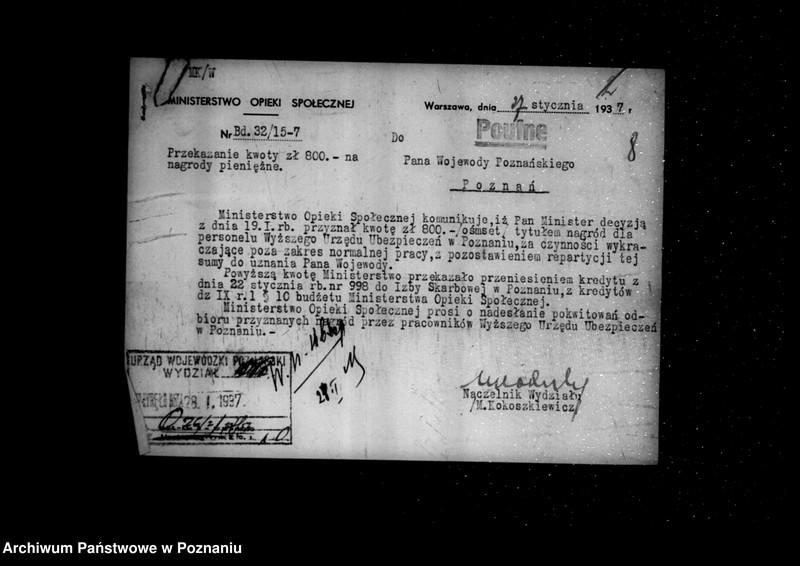 MK/W
MINISTERSTWO OPIEKI SPOŁECZNEJ
Warszawa, dnia 27 stycznia 1937 r
Nr Bd.32/15-7
Poufne
Do
8
Przekazanie kwoty zł 800.- na
nagrody pieniężne.
Pana Wojewody Poznańskiego
Poznań
Ministerstwo Opieki Społecznej komunikuje,iż Pan Minister decyzją
z dnia 19.I.rb. przyznał kwotę zł 800.-/ośmset/ tytułem nagród dla
personelu Wyższego Urzędu Ubezpieczeń w Poznaniu,za czynności wykra-
czające poza zakres normalnej pracy,z pozostawieniem repartycji tej
sumy do uznania Pana Wojewody.
Powyższą kwotę Ministerstwo przekazało przeniesieniem kredytu z
dnia 22 stycznia rb.nr 998 do Izby Skarbowej w Poznaniu,z kredytów
dz IX r.1 § 10 budżetu Ministerstwa Opieki Społecznej.
Ministerstwo Opieki Społecznej prosi o nadesłanie pokwitowań od-
bioru przyznanych nagród przez pracowników Wyższego Urzędu Ubezpieczeń
w Poznaniu.-
URZĄD WOJEWÓDZKI POZNAŃSKI
WYDZIAŁ
28.1.1937.
28.I
Naczelnik Wydziału
/M.Kokoszkiewicz/
Archiwum Państwowe w Poznaniu